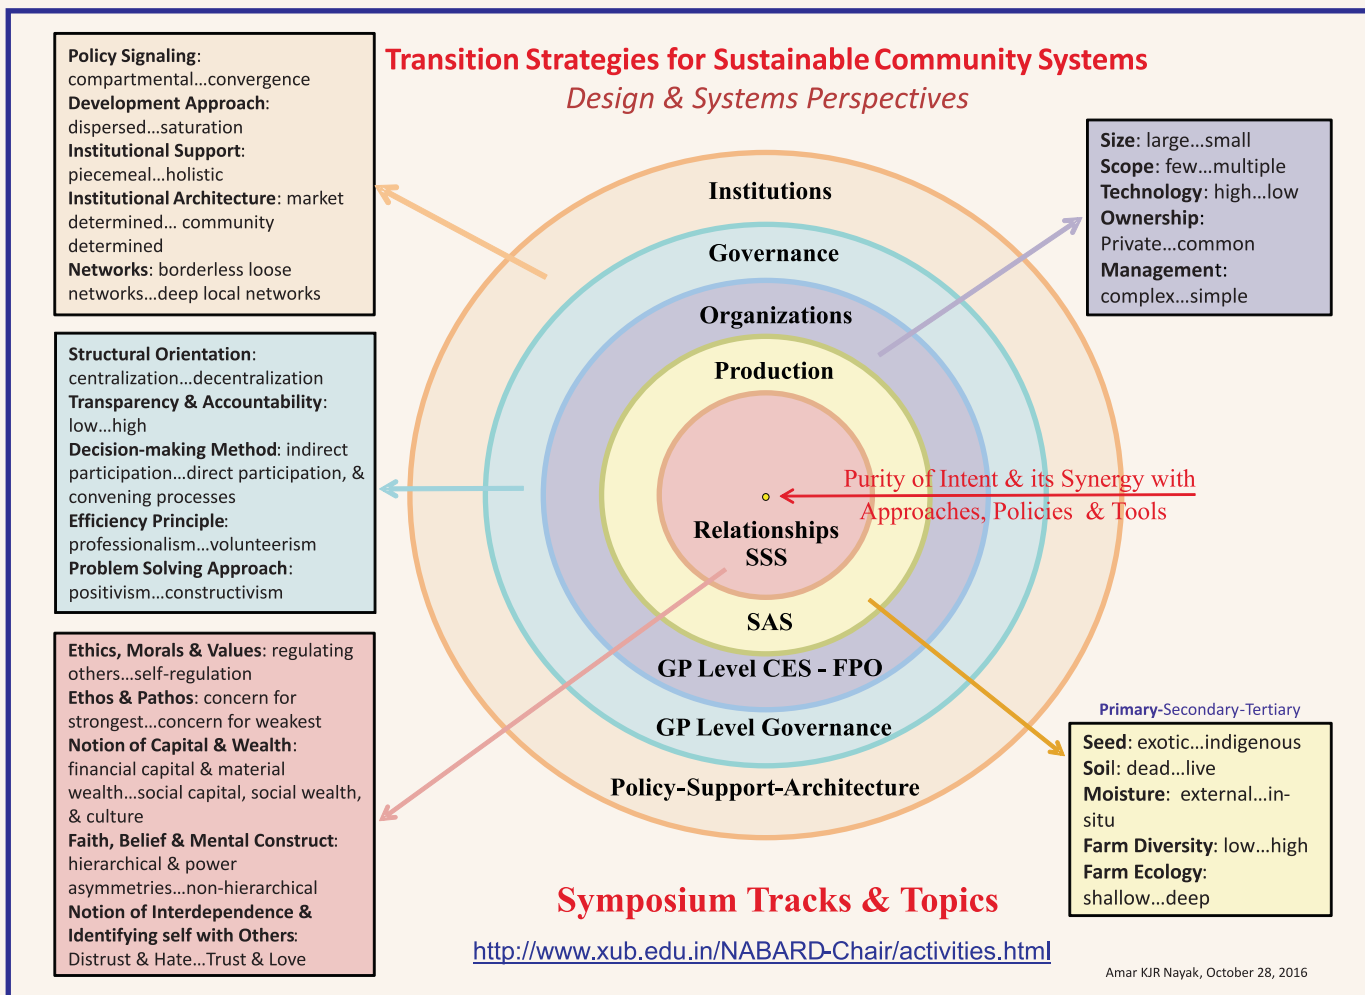 Transition Strategies for Sustainable Community Systems
Design & Systems Perspectives
Policy Signaling:
compartmental...convergence
Development Approach:
dispersed...saturation
Institutional Support:
piecemeal...holistic
Institutional Architecture: market
determined... community
determined
Networks: borderless loose
networks...deep local networks
Structural Orientation:
centralization...decentralization
Transparency & Accountability:
low...high
Decision-making Method: indirect
participation...direct participation, &
convening processes
Efficiency Principle:
professionalism...volunteerism
Problem Solving Approach:
positivism...constructivism
Ethics, Morals & Values: regulating
others...self-regulation
Ethos & Pathos: concern for
strongest...concern for weakest
Notion of Capital & Wealth:
financial capital & material
wealth...social capital, social wealth,
& culture
Faith, Belief & Mental Construct:
hierarchical & power
asymmetries...non-hierarchical
Notion of Interdependence &
Identifying self with Others:
Distrust & Hate...Trust & Love
Institutions
Governance
Organizations
Production
Purity of Intent & its Synergy with
Approaches, Policies & Tools
Relationships
SSS
SAS
GP Level CES - FPO
GP Level Governance
Policy-Support-Architecture
Size: large...small
Scope: few...multiple
Technology: high...low
Ownership:
Private...common
Management:
complex...simple
Primary-Secondary-Tertiary
Seed: exotic...indigenous
Soil: dead...live
Moisture: external...in-
situ
Farm Diversity: low...high
Farm Ecology:
shallow...deep
Symposium Tracks & Topics
http://www.xub.edu.in/NABARD-Chair/activities.html
Amar KJR Nayak, October 28, 2016